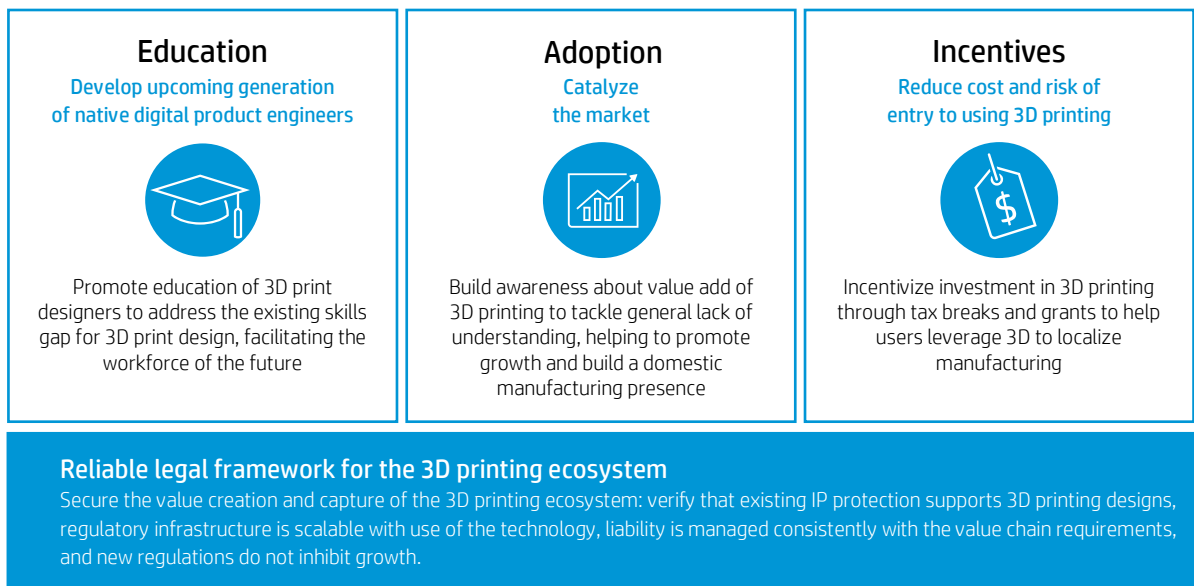 Education
Develop upcoming generation
of native digital product engineers
Promote education of 3D print
designers to address the existing skills
gap for 3D print design, facilitating the
workforce of the future
Adoption
Catalyze
the market
Build awareness about value add of
3D printing to tackle general lack of
understanding, helping to promote
growth and build a domestic
manufacturing presence
Incentives
Reduce cost and risk of
entry to using 3D printing
$
Incentivize investment in 3D printing
through tax breaks and grants to help
users leverage 3D to localize
manufacturing
Reliable legal framework for the 3D printing ecosystem
Secure the value creation and capture of the 3D printing ecosystem: verify that existing IP protection supports 3D printing designs,
regulatory infrastructure is scalable with use of the technology, liability is managed consistently with the value chain requirements,
and new regulations do not inhibit growth.